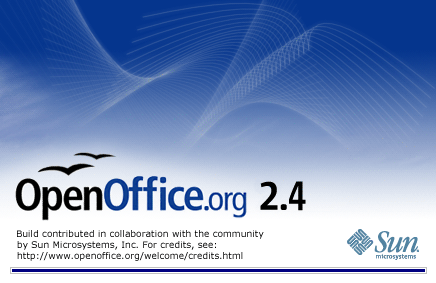 OpenOffice.org 2.4
Build contributed in collaboration with the community
by Sun Microsystems, Inc. For credits, see:
http://www.openoffice.org/welcome/credits.html
Sun
microsystems